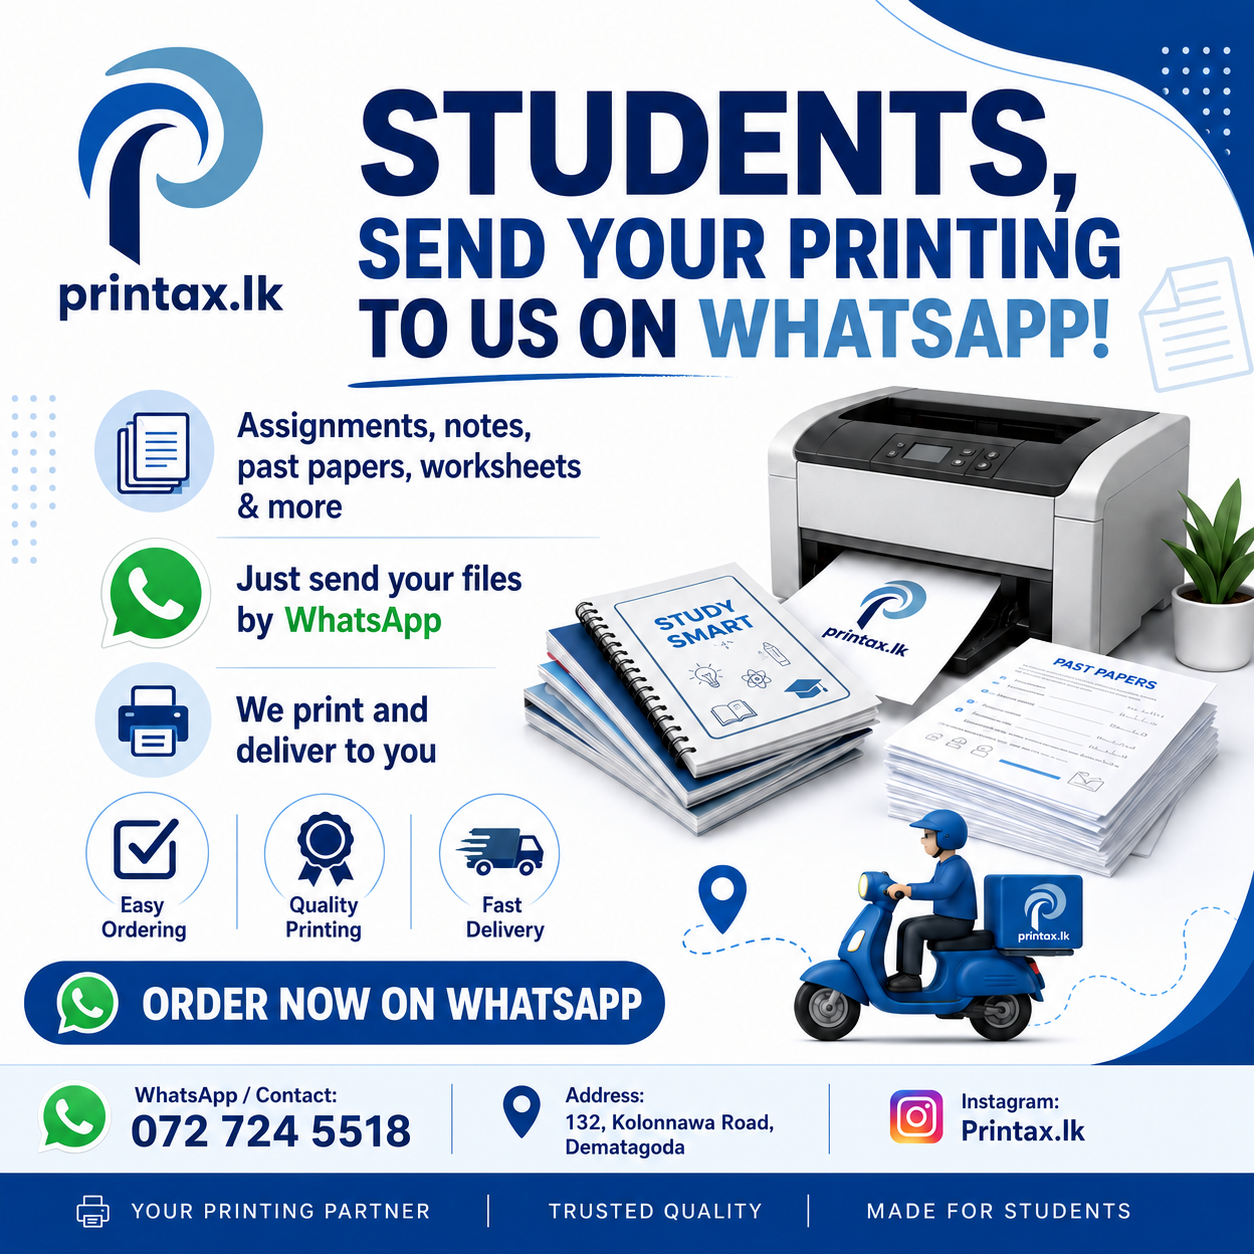 printax.lk
STUDENTS,
SEND YOUR PRINTING
TO US ON WHATSAPP!
Assignments, notes,
past papers, worksheets
& more
Just send your files
by WhatsApp
We print and
deliver to you
STUDY
SMART
printax.lk
PAST PAPERS
Easy
Ordering
Quality
Printing
Fast
Delivery
printax.lk
ORDER NOW ON WHATSAPP
WhatsApp / Contact:
072 724 5518
Address:
132, Kolonnawa Road,
Dematagoda
Instagram:
Printax.lk
YOUR PRINTING PARTNER
TRUSTED QUALITY
MADE FOR STUDENTS